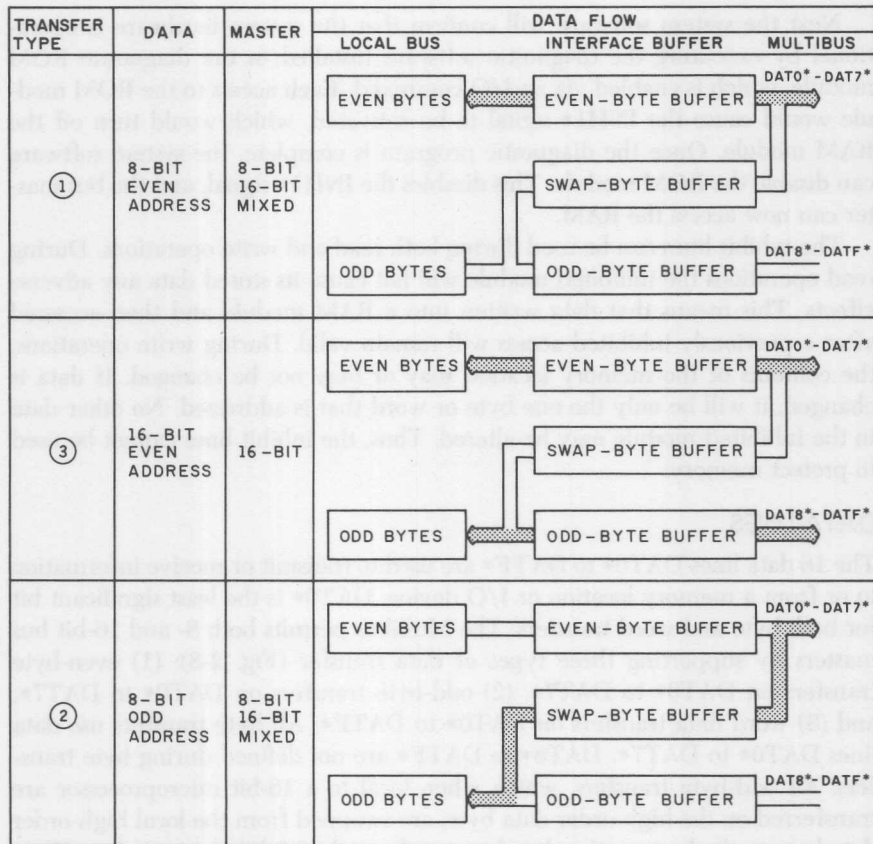 TRANSFER TYPE DATA MASTER DATA FLOW
LOCAL BUS INTERFACE BUFFER MULTIBUS
① 8-BIT EVEN ADDRESS
8-BIT 16-BIT MIXED
EVEN BYTES EVEN-BYTE BUFFER DAT0*-DAT7*
SWAP-BYTE BUFFER
ODD BYTES ODD-BYTE BUFFER DAT8*-DATF*
③ 16-BIT EVEN ADDRESS
16-BIT
EVEN BYTES EVEN-BYTE BUFFER DAT0*-DAT7*
SWAP-BYTE BUFFER
ODD BYTES ODD-BYTE BUFFER DAT8*-DATF*
② 8-BIT ODD ADDRESS
8-BIT 16-BIT MIXED
EVEN BYTES EVEN-BYTE BUFFER DAT0*-DAT7*
SWAP-BYTE BUFFER
ODD BYTES ODD-BYTE BUFFER DAT8*-DATF*